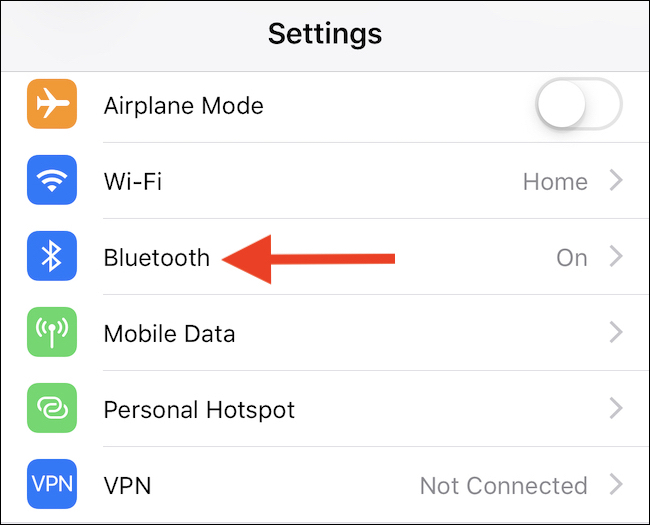 Settings
Airplane Mode
Wi-Fi Home
Bluetooth On
Mobile Data
Personal Hotspot
VPN VPN Not Connected